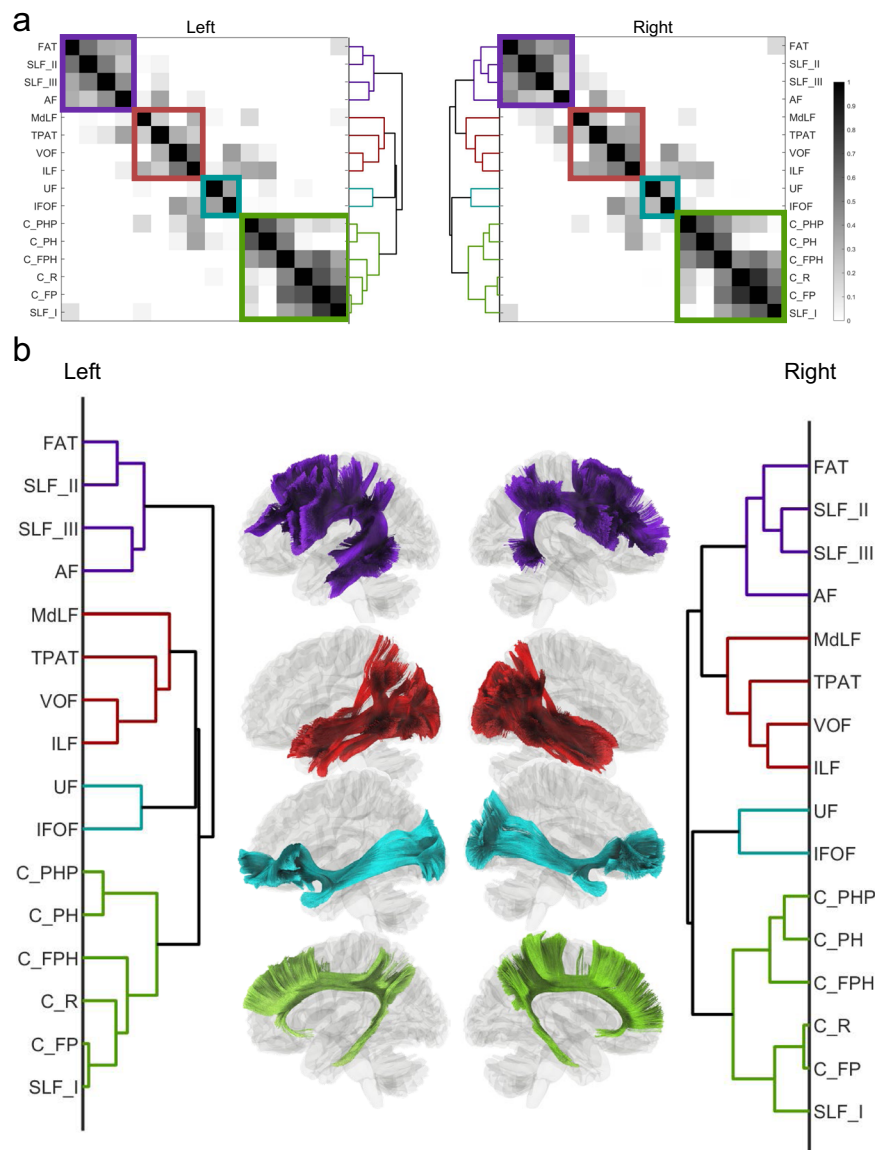 a
Left
Right
FAT
SLF_II
SLF_III
AF
MdLF
TPAT
VOF
ILF
UF
IFOF
C_PHP
C_PH
C_FPH
C_R
C_FP
SLF_I
FAT
SLF_II
SLF_III
AF
MdLF
TPAT
VOF
ILF
UF
IFOF
C_PHP
C_PH
C_FPH
C_R
C_FP
SLF_I
1
0.9
0.8
0.7
0.6
0.5
0.4
0.3
0.2
0.1
0
b
Left
Right
FAT
SLF_II
SLF_III
AF
MdLF
TPAT
VOF
ILF
UF
IFOF
C_PHP
C_PH
C_FPH
C_R
C_FP
SLF_I
FAT
SLF_II
SLF_III
AF
MdLF
TPAT
VOF
ILF
UF
IFOF
C_PHP
C_PH
C_FPH
C_R
C_FP
SLF_I